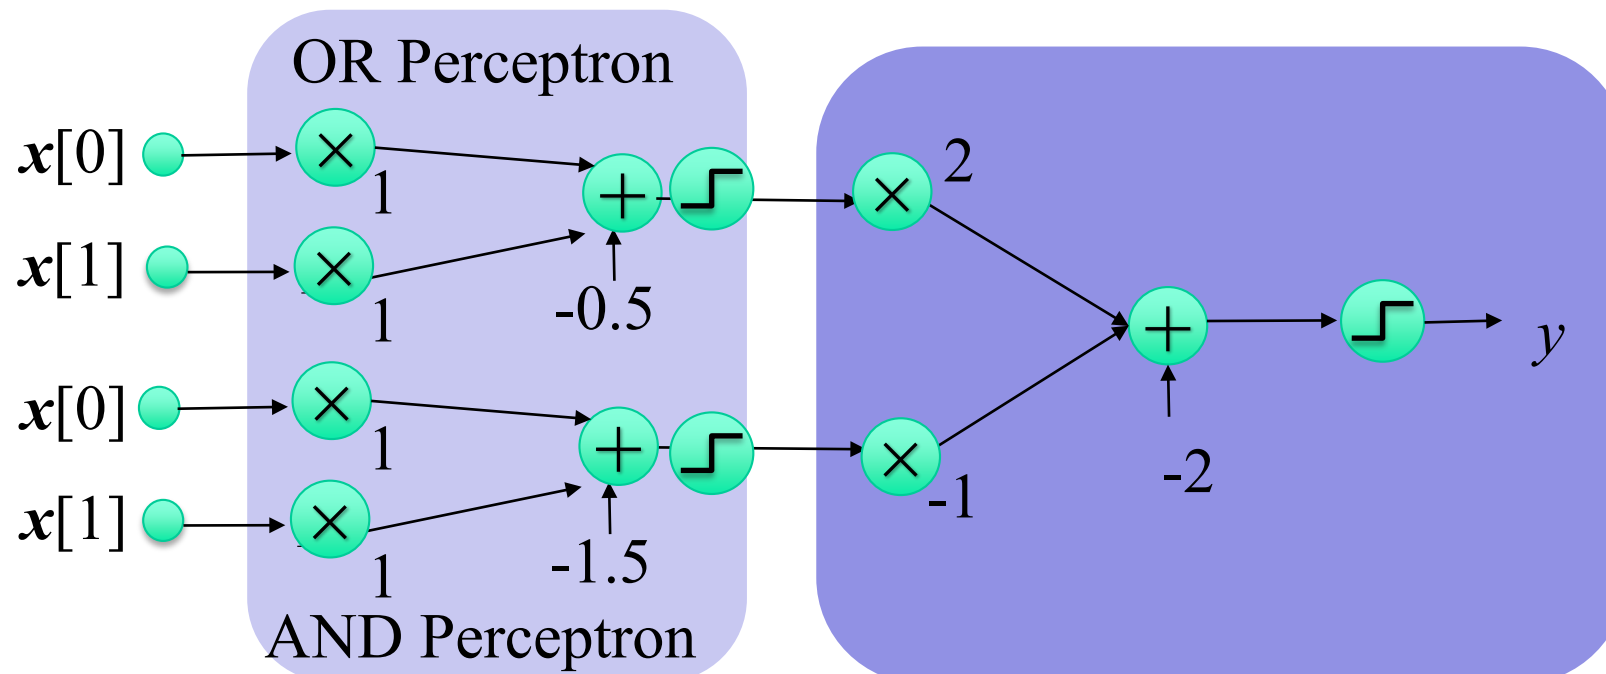 OR Perceptron
x[0]
1
x[1]
1
-0.5
x[0]
1
x[1]
1
-1.5
AND Perceptron
2
-1
-2
y